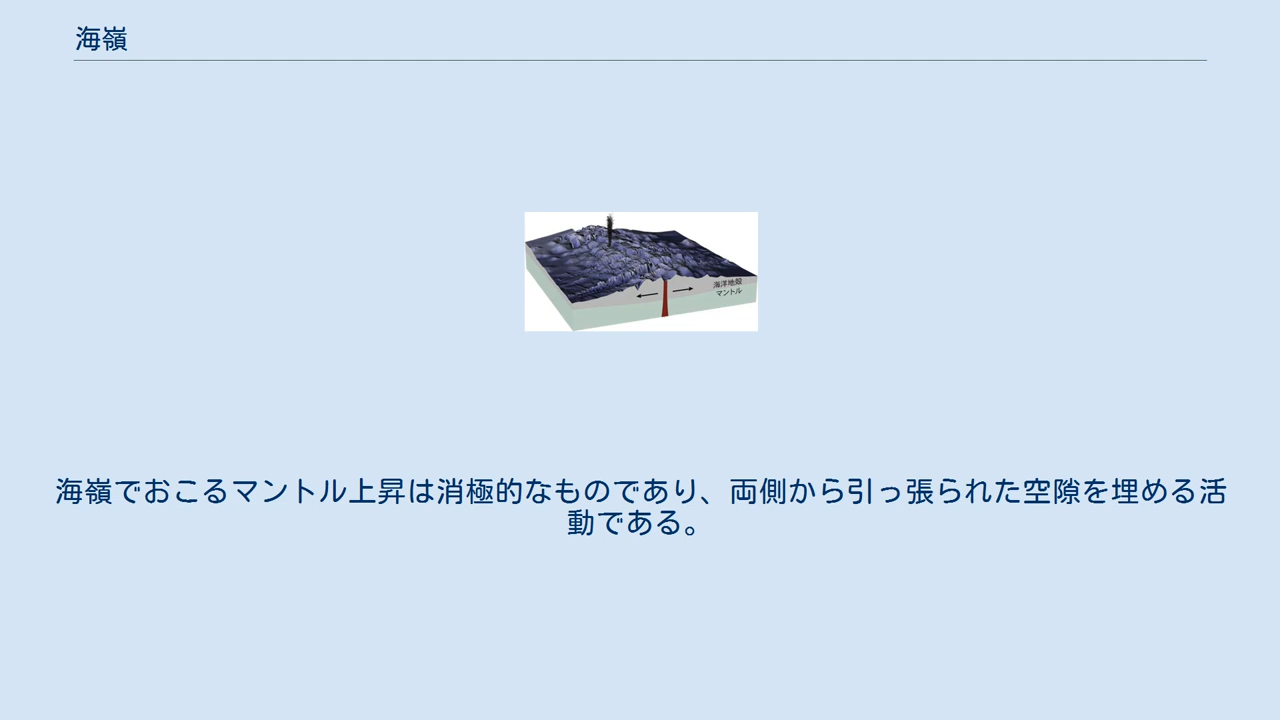 海嶺
海洋地殻
マントル
海嶺でおこるマントル上昇は消極的なものであり、両側から引っ張られた空隙を埋める活
動である。